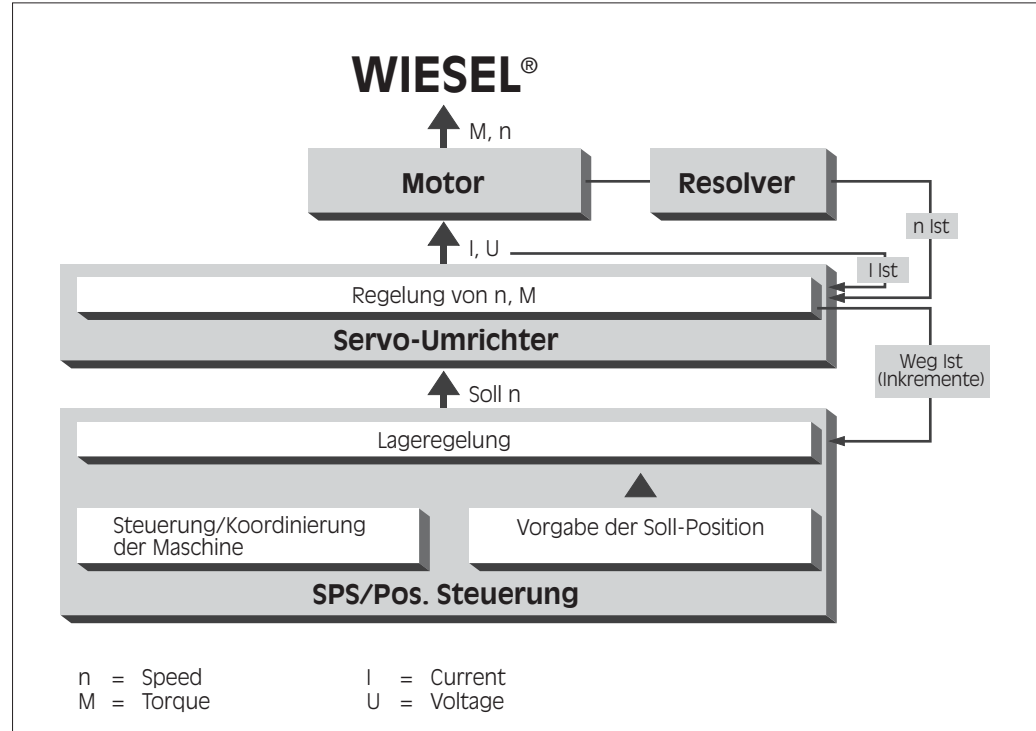 WIESEL®
M, n
Motor
Resolver
n Ist
I, U
I Ist
Regelung von n, M
Servo-Umrichter
Weg Ist
(Inkremente)
Soll n
Lageregelung
Steuerung/Koordinierung
der Maschine
Vorgabe der Soll-Position
SPS/Pos. Steuerung
n = Speed
M = Torque
I = Current
U = Voltage